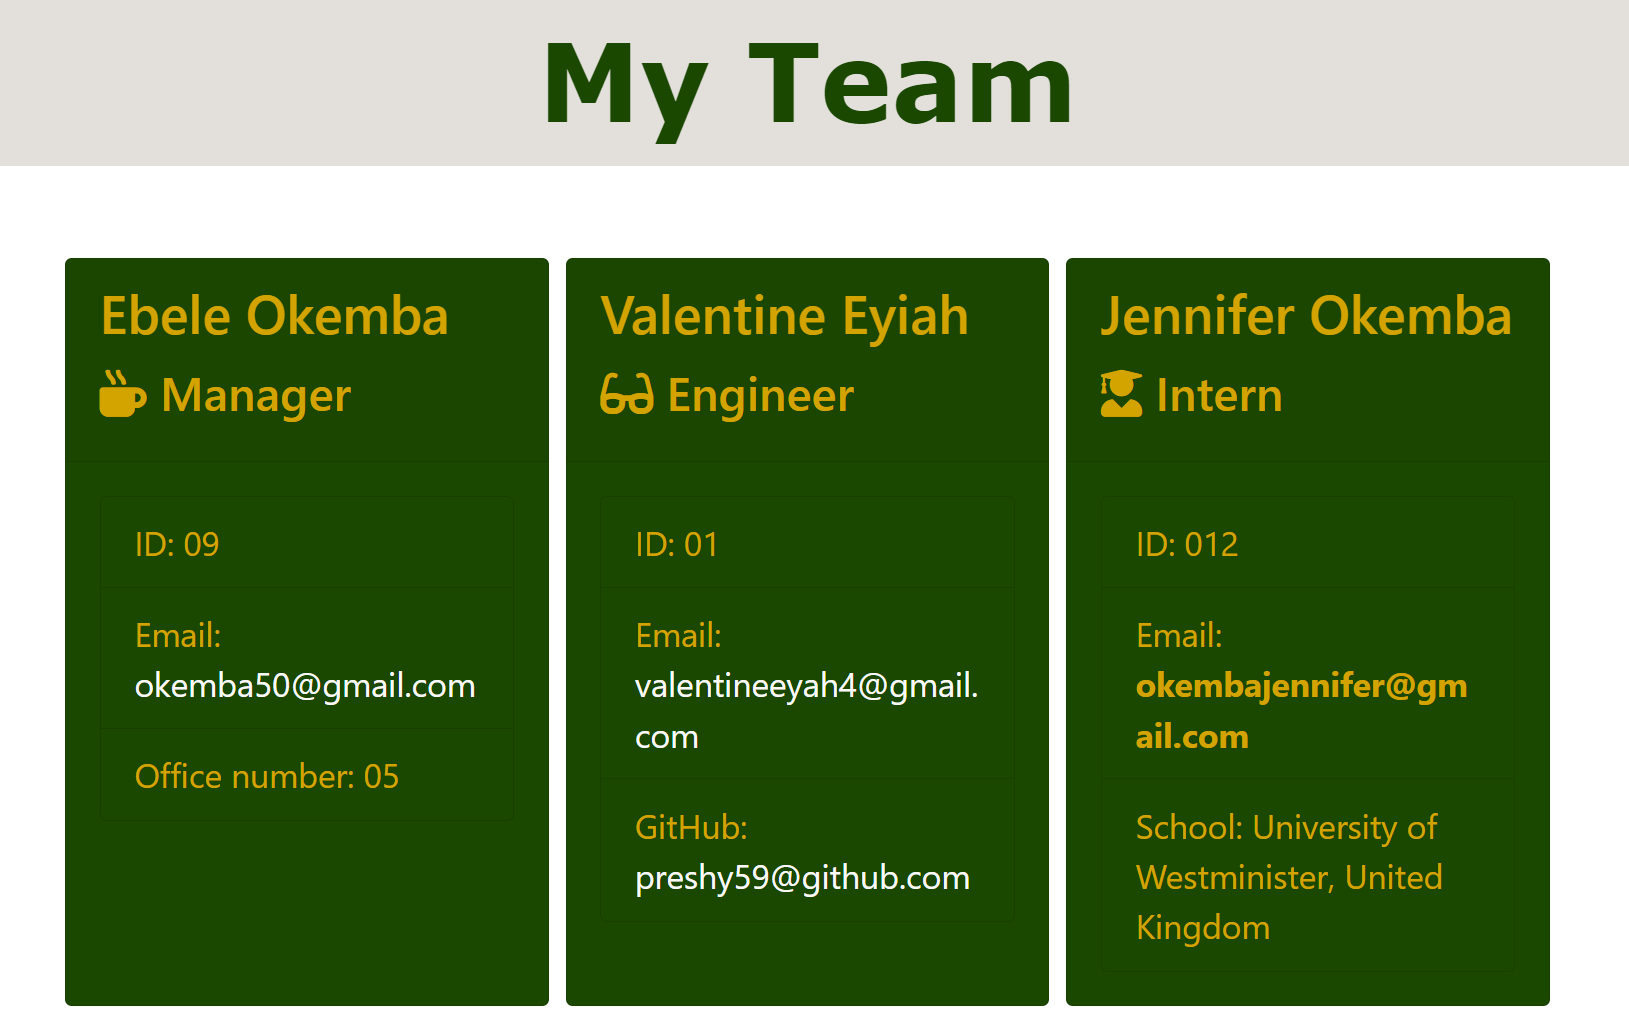 My Team
Ebele Okemba
Manager
ID: 09
Email:
okemba50@gmail.com
Office number: 05
Valentine Eyiah
Engineer
ID: 01
Email:
valentineeyah4@gmail.
com
GitHub:
preshy59@github.com
Jennifer Okemba
Intern
ID: 012
Email:
okembajennifer@gm
ail.com
School: University of
Westminister, United
Kingdom